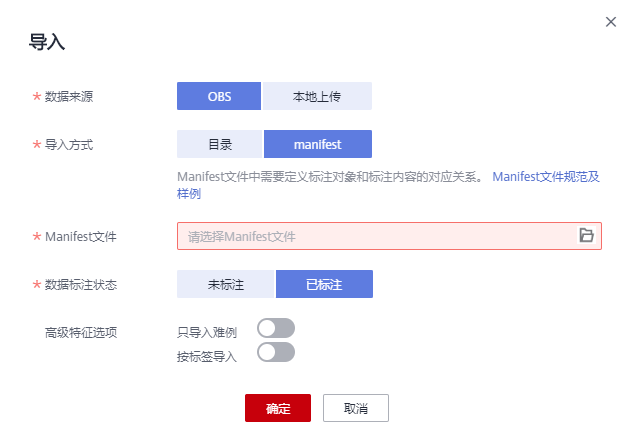 导入
* 数据来源 OBS 本地上传
* 导入方式 目录 manifest
Manifest文件中需要定义标注对象和标注内容的对应关系。 Manifest文件规范及
样例
* Manifest文件 请选择Manifest文件
* 数据标注状态 未标注 已标注
高级特征选项 只导入难例
按标签导入
确定 取消